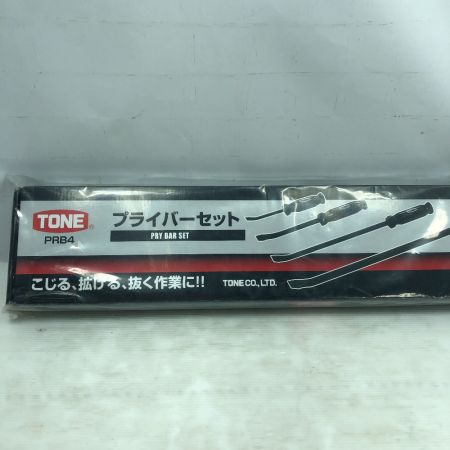 TONE®
PRB4
プライバーセット
PRY BAR SET
こじる、拡げる、抜く作業に!!
TONE CO., LTD.